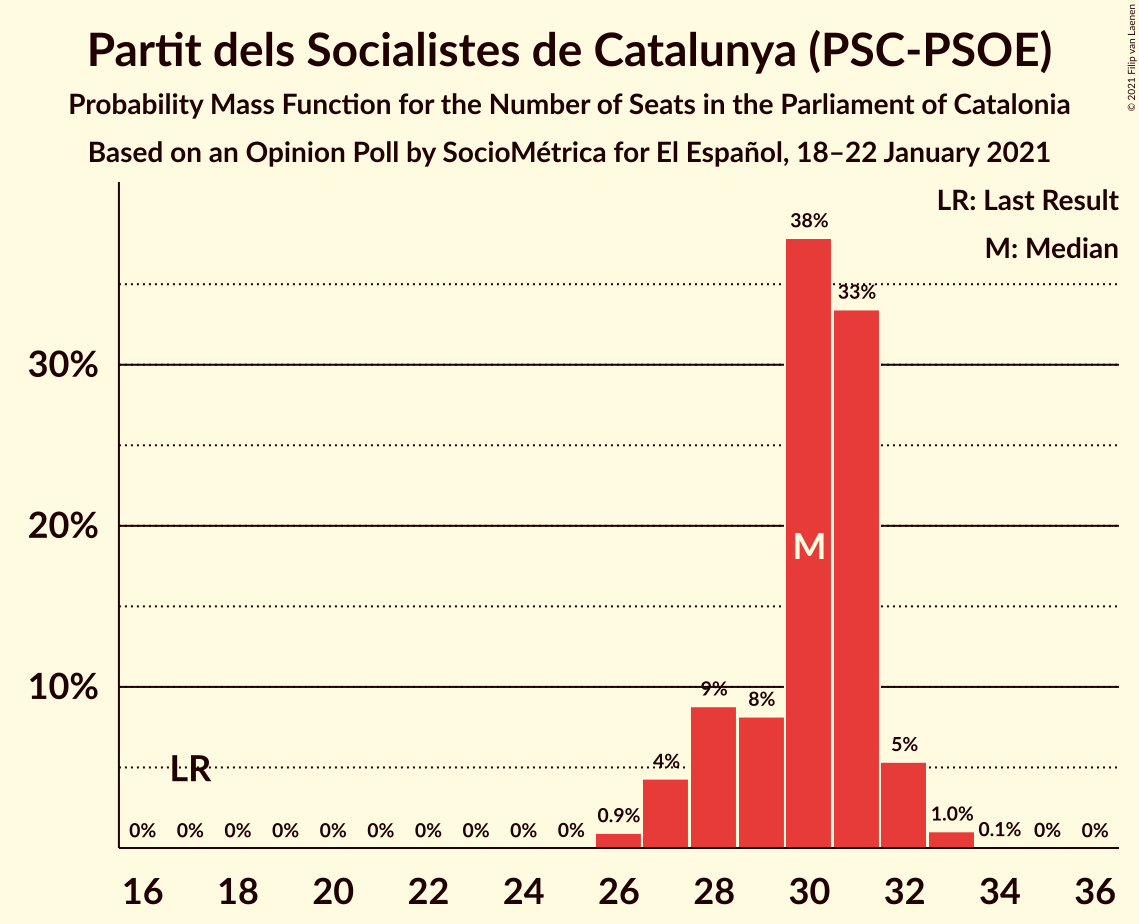 Partit dels Socialistes de Catalunya (PSC-PSOE)
Probability Mass Function for the Number of Seats in the Parliament of Catalonia
Based on an Opinion Poll by SocioMétrica for El Español, 18–22 January 2021
© 2021 Filip van Laenen
LR: Last Result
M: Median
38%
33%
30%
20%
M
10%
9%
8%
5%
4%
LR
0% 0% 0% 0% 0% 0% 0% 0% 0% 0% 0.9% 1.0% 0.1% 0% 0%
16 18 20 22 24 26 28 30 32 34 36